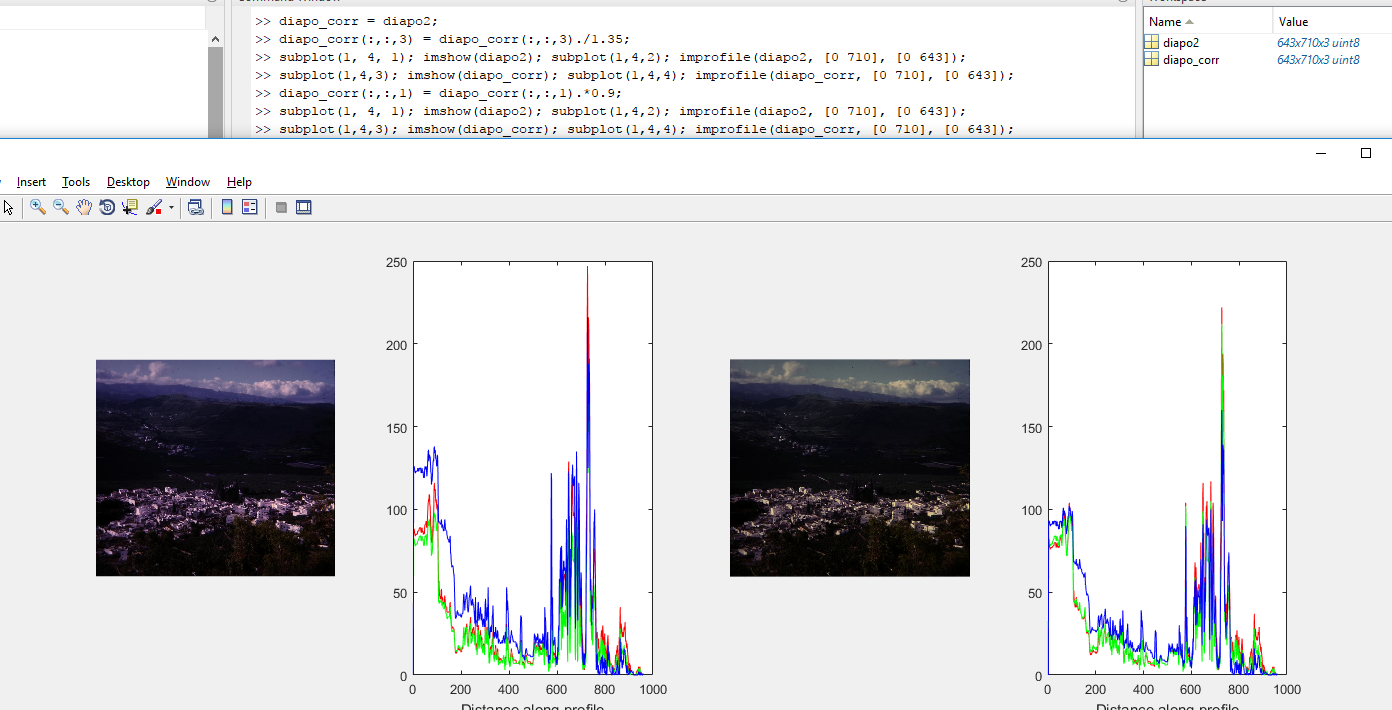 >> diapo_corr = diapo2;
>> diapo_corr(:,:,3) = diapo_corr(:,:,3)./1.35;
>> subplot(1, 4, 1); imshow(diapo2); subplot(1,4,2); improfile(diapo2, [0 710], [0 643]);
>> subplot(1,4,3); imshow(diapo_corr); subplot(1,4,4); improfile(diapo_corr, [0 710], [0 643]);
>> diapo_corr(:,:,1) = diapo_corr(:,:,1).*0.9;
>> subplot(1, 4, 1); imshow(diapo2); subplot(1,4,2); improfile(diapo2, [0 710], [0 643]);
>> subplot(1,4,3); imshow(diapo_corr); subplot(1,4,4); improfile(diapo_corr, [0 710], [0 643]);
Name Value
diapo2 643x710x3 uint8
diapo_corr 643x710x3 uint8
Insert Tools Desktop Window Help
250
200
150
100
50
0
0 200 400 600 800 1000
Distance along profile
250
200
150
100
50
0
0 200 400 600 800 1000
Distance along profile